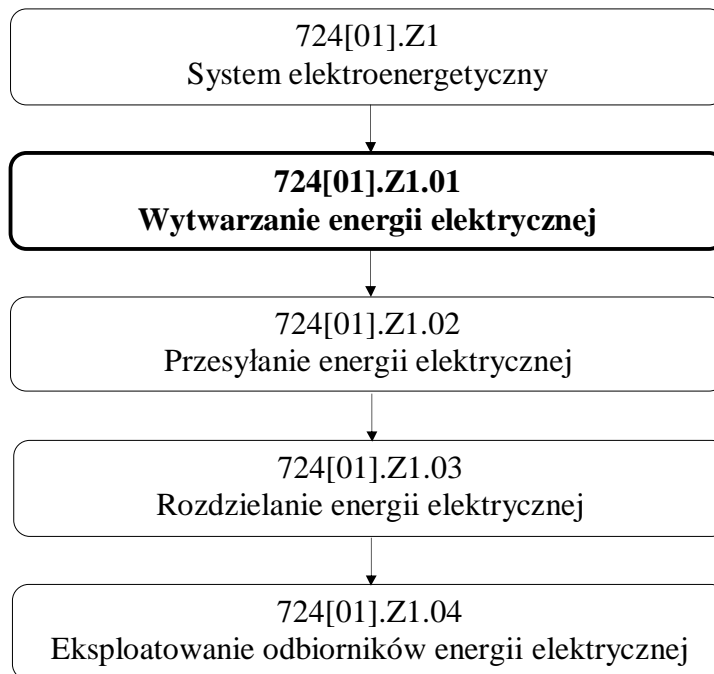 724[01].Z1
System elektroenergetyczny
724[01].Z1.01
Wytwarzanie energii elektrycznej
724[01].Z1.02
Przesyłanie energii elektrycznej
724[01].Z1.03
Rozdzielanie energii elektrycznej
724[01].Z1.04
Eksploatowanie odbiorników energii elektrycznej